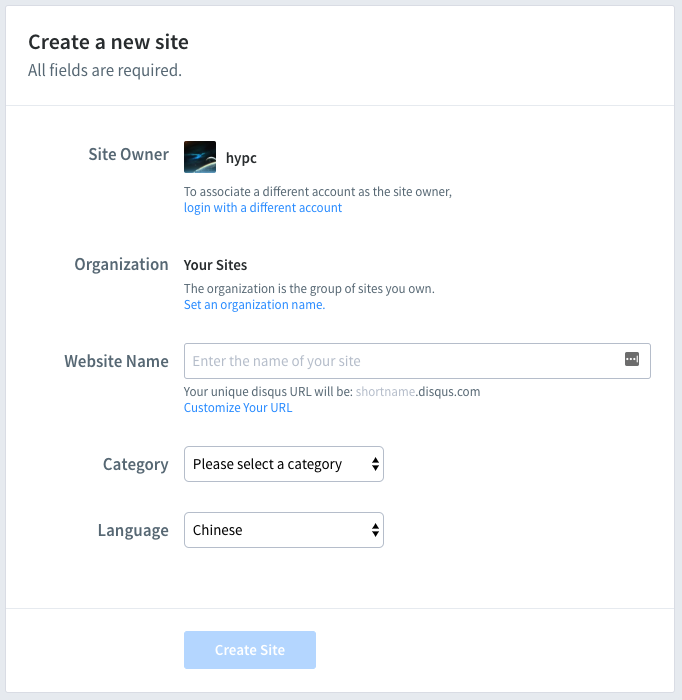 Create a new site
All fields are required.
Site Owner
hypc
To associate a different account as the site owner,
login with a different account
Organization
Your Sites
The organization is the group of sites you own.
Set an organization name.
Website Name
Enter the name of your site
Your unique disqus URL will be: shortname.disqus.com
Customize Your URL
Category
Please select a category
Language
Chinese
Create Site